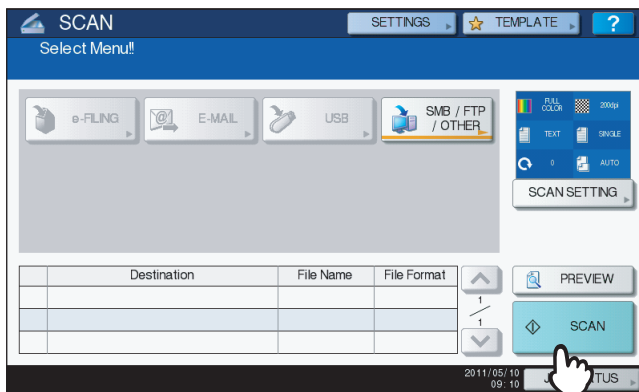 SCAN SETTINGS TEMPLATE ?
Select Menu!!
e-FILING E-MAIL USB SMB / FTP
/ OTHER
FULL
COLOR 200dpi
TEXT SINGLE
0 AUTO
SCAN SETTING
Destination File Name File Format
PREVIEW
1
1
SCAN
2011/05/10
09:10
TUS